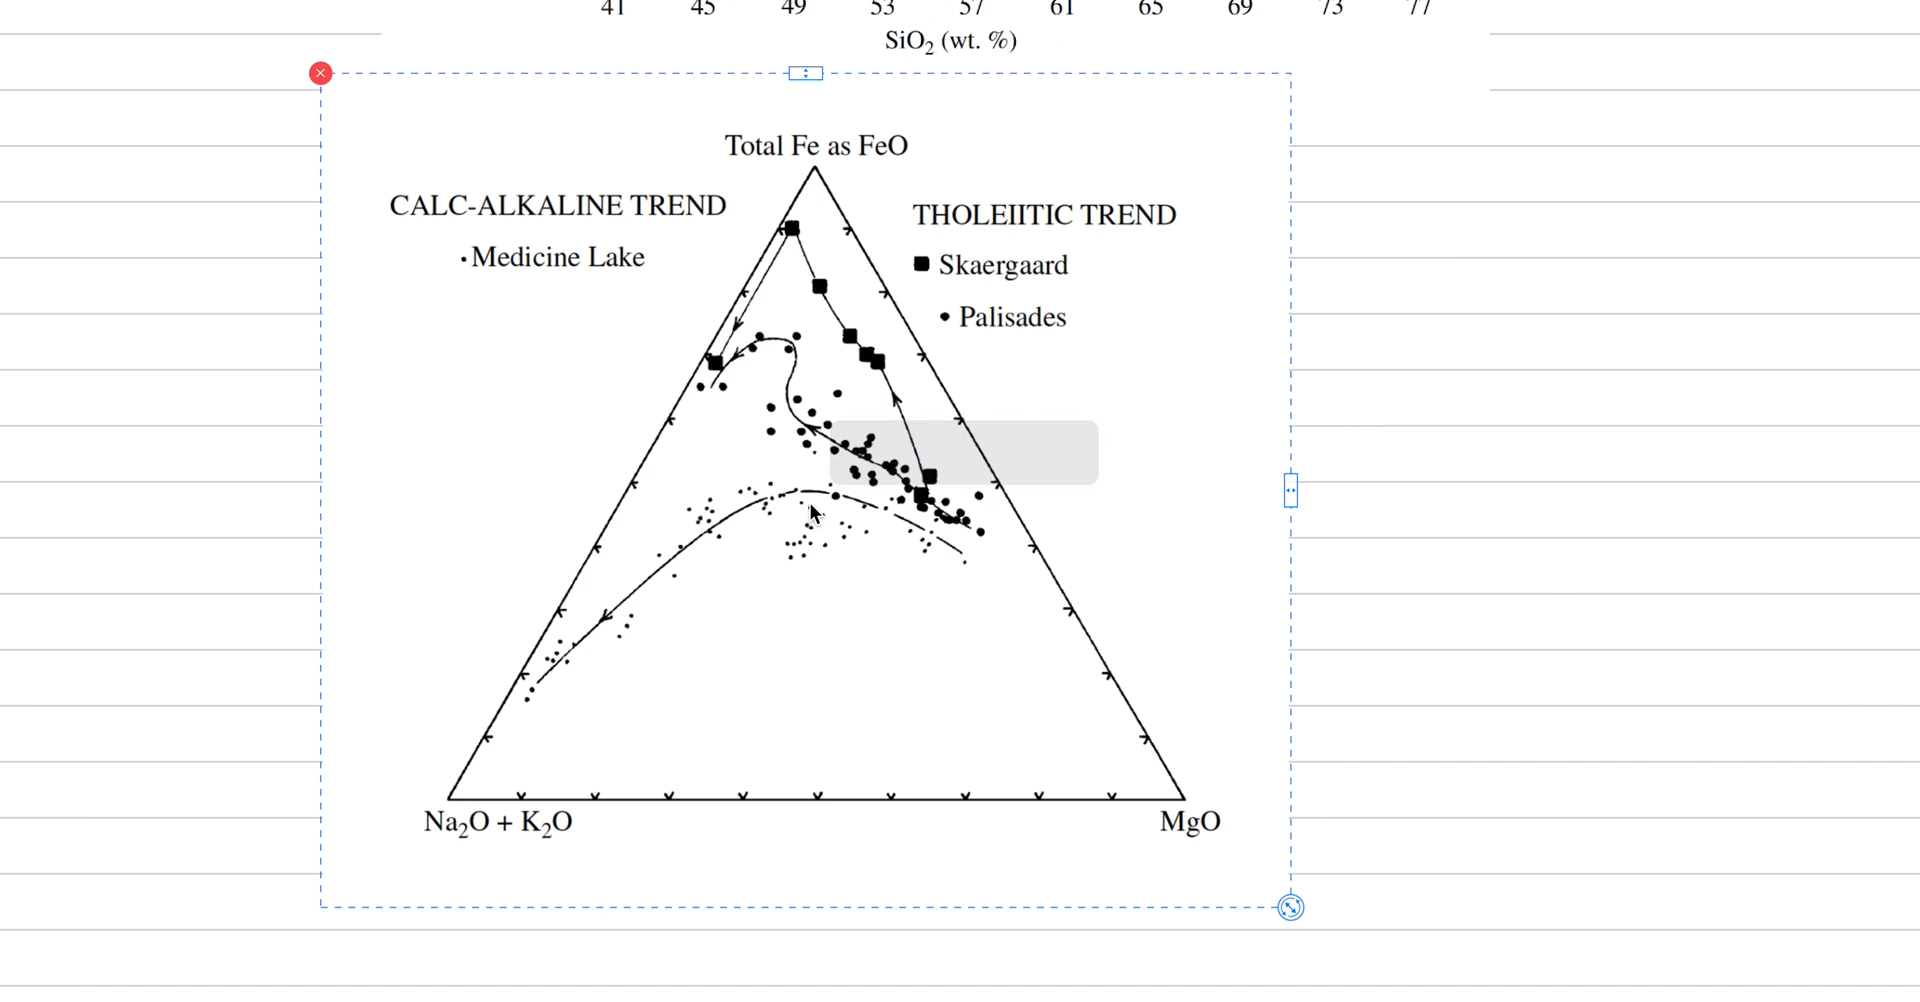 41 45 49 53 57 61 65 69 73 77
SiO₂ (wt. %)
Total Fe as FeO
CALC-ALKALINE TREND
Medicine Lake
THOLEIITIC TREND
Skaergaard
Palisades
Na₂O + K₂O
MgO